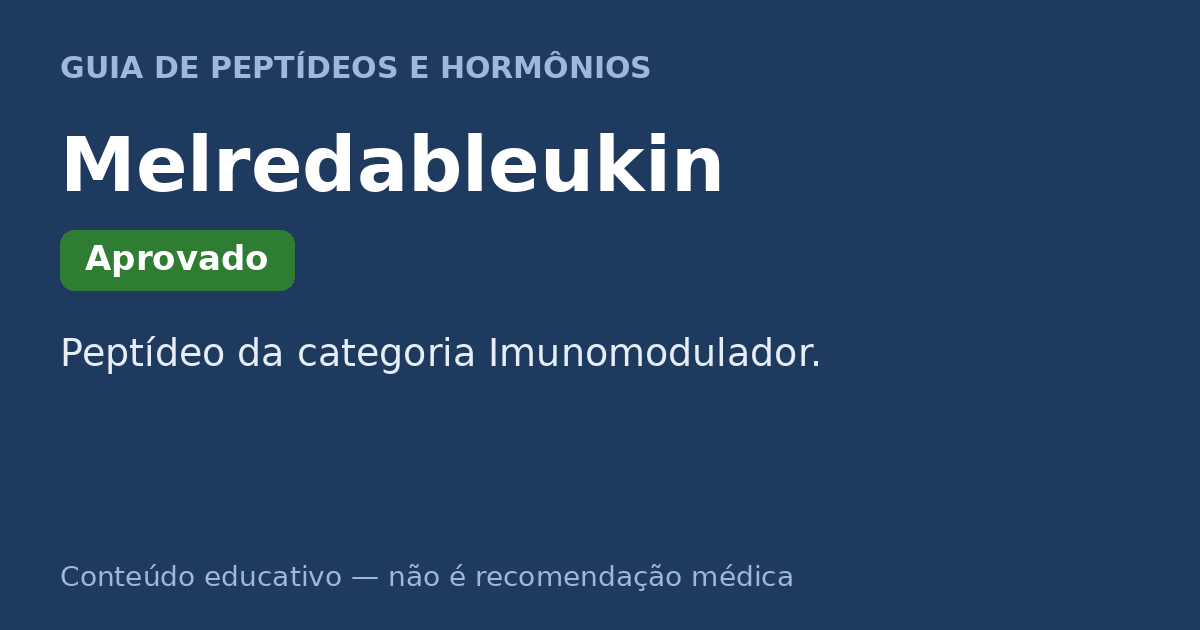 GUIA DE PEPTÍDEOS E HORMÔNIOS
Melredableukin
Aprovado
Peptídeo da categoria Imunomodulador.
Conteúdo educativo — não é recomendação médica